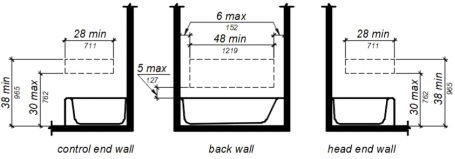 28 min
711
38 min
965
30 max
762
control end wall
6 max
152
48 min
1219
5 max
127
back wall
28 min
711
30 max
762
38 min
965
head end wall